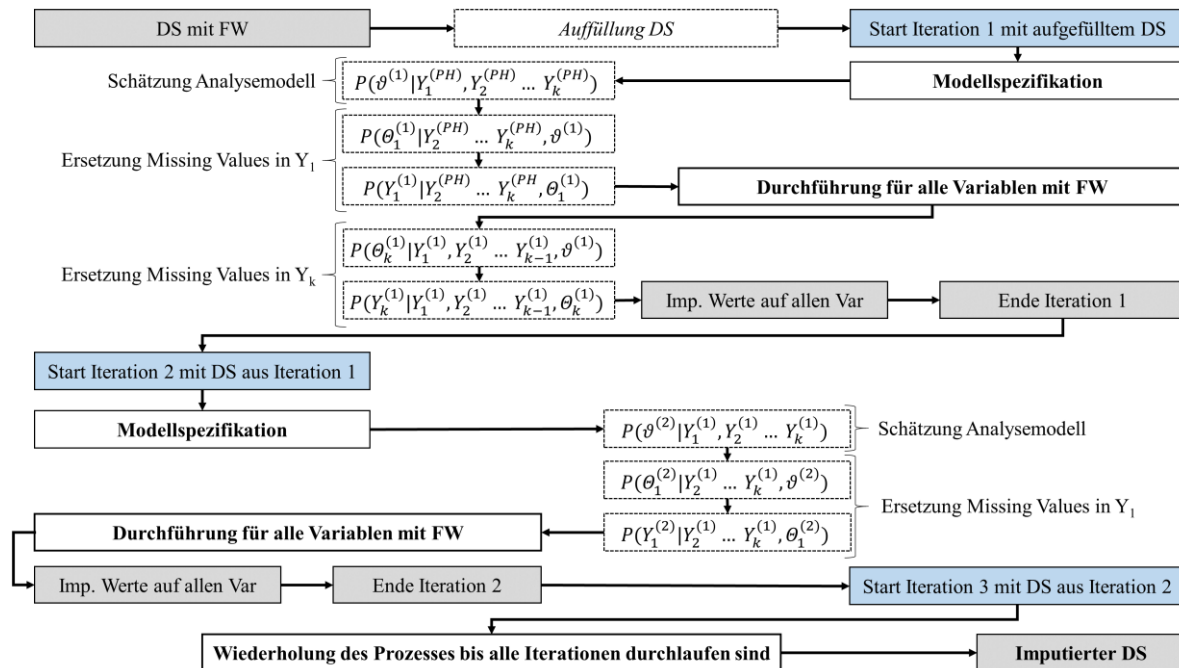 DS mit FW
Auffüllung DS
Start Iteration 1 mit aufgefülltem DS
Schätzung Analysemodell
P(ϑ^(1)|Y_1^(PH), Y_2^(PH) … Y_k^(PH))
Modellspezifikation
Ersetzung Missing Values in Y_1
P(Θ_1^(1)|Y_2^(PH) … Y_k^(PH), ϑ^(1))
P(Y_1^(1)|Y_2^(PH) … Y_k^(PH, Θ_1^(1))
Durchführung für alle Variablen mit FW
Ersetzung Missing Values in Y_k
P(Θ_k^(1)|Y_1^(1), Y_2^(1) … Y_{k-1}^(1), ϑ^(1))
P(Y_k^(1)|Y_1^(1), Y_2^(1) … Y_{k-1}^(1), Θ_k^(1))
Imp. Werte auf allen Var
Ende Iteration 1
Start Iteration 2 mit DS aus Iteration 1
Modellspezifikation
P(ϑ^(2)|Y_1^(1), Y_2^(1) … Y_k^(1))
Schätzung Analysemodell
P(Θ_1^(2)|Y_2^(1) … Y_k^(1), ϑ^(2))
P(Y_1^(2)|Y_2^(1) … Y_k^(1), Θ_1^(2))
Ersetzung Missing Values in Y_1
Durchführung für alle Variablen mit FW
Imp. Werte auf allen Var
Ende Iteration 2
Start Iteration 3 mit DS aus Iteration 2
Wiederholung des Prozesses bis alle Iterationen durchlaufen sind
Imputierter DS